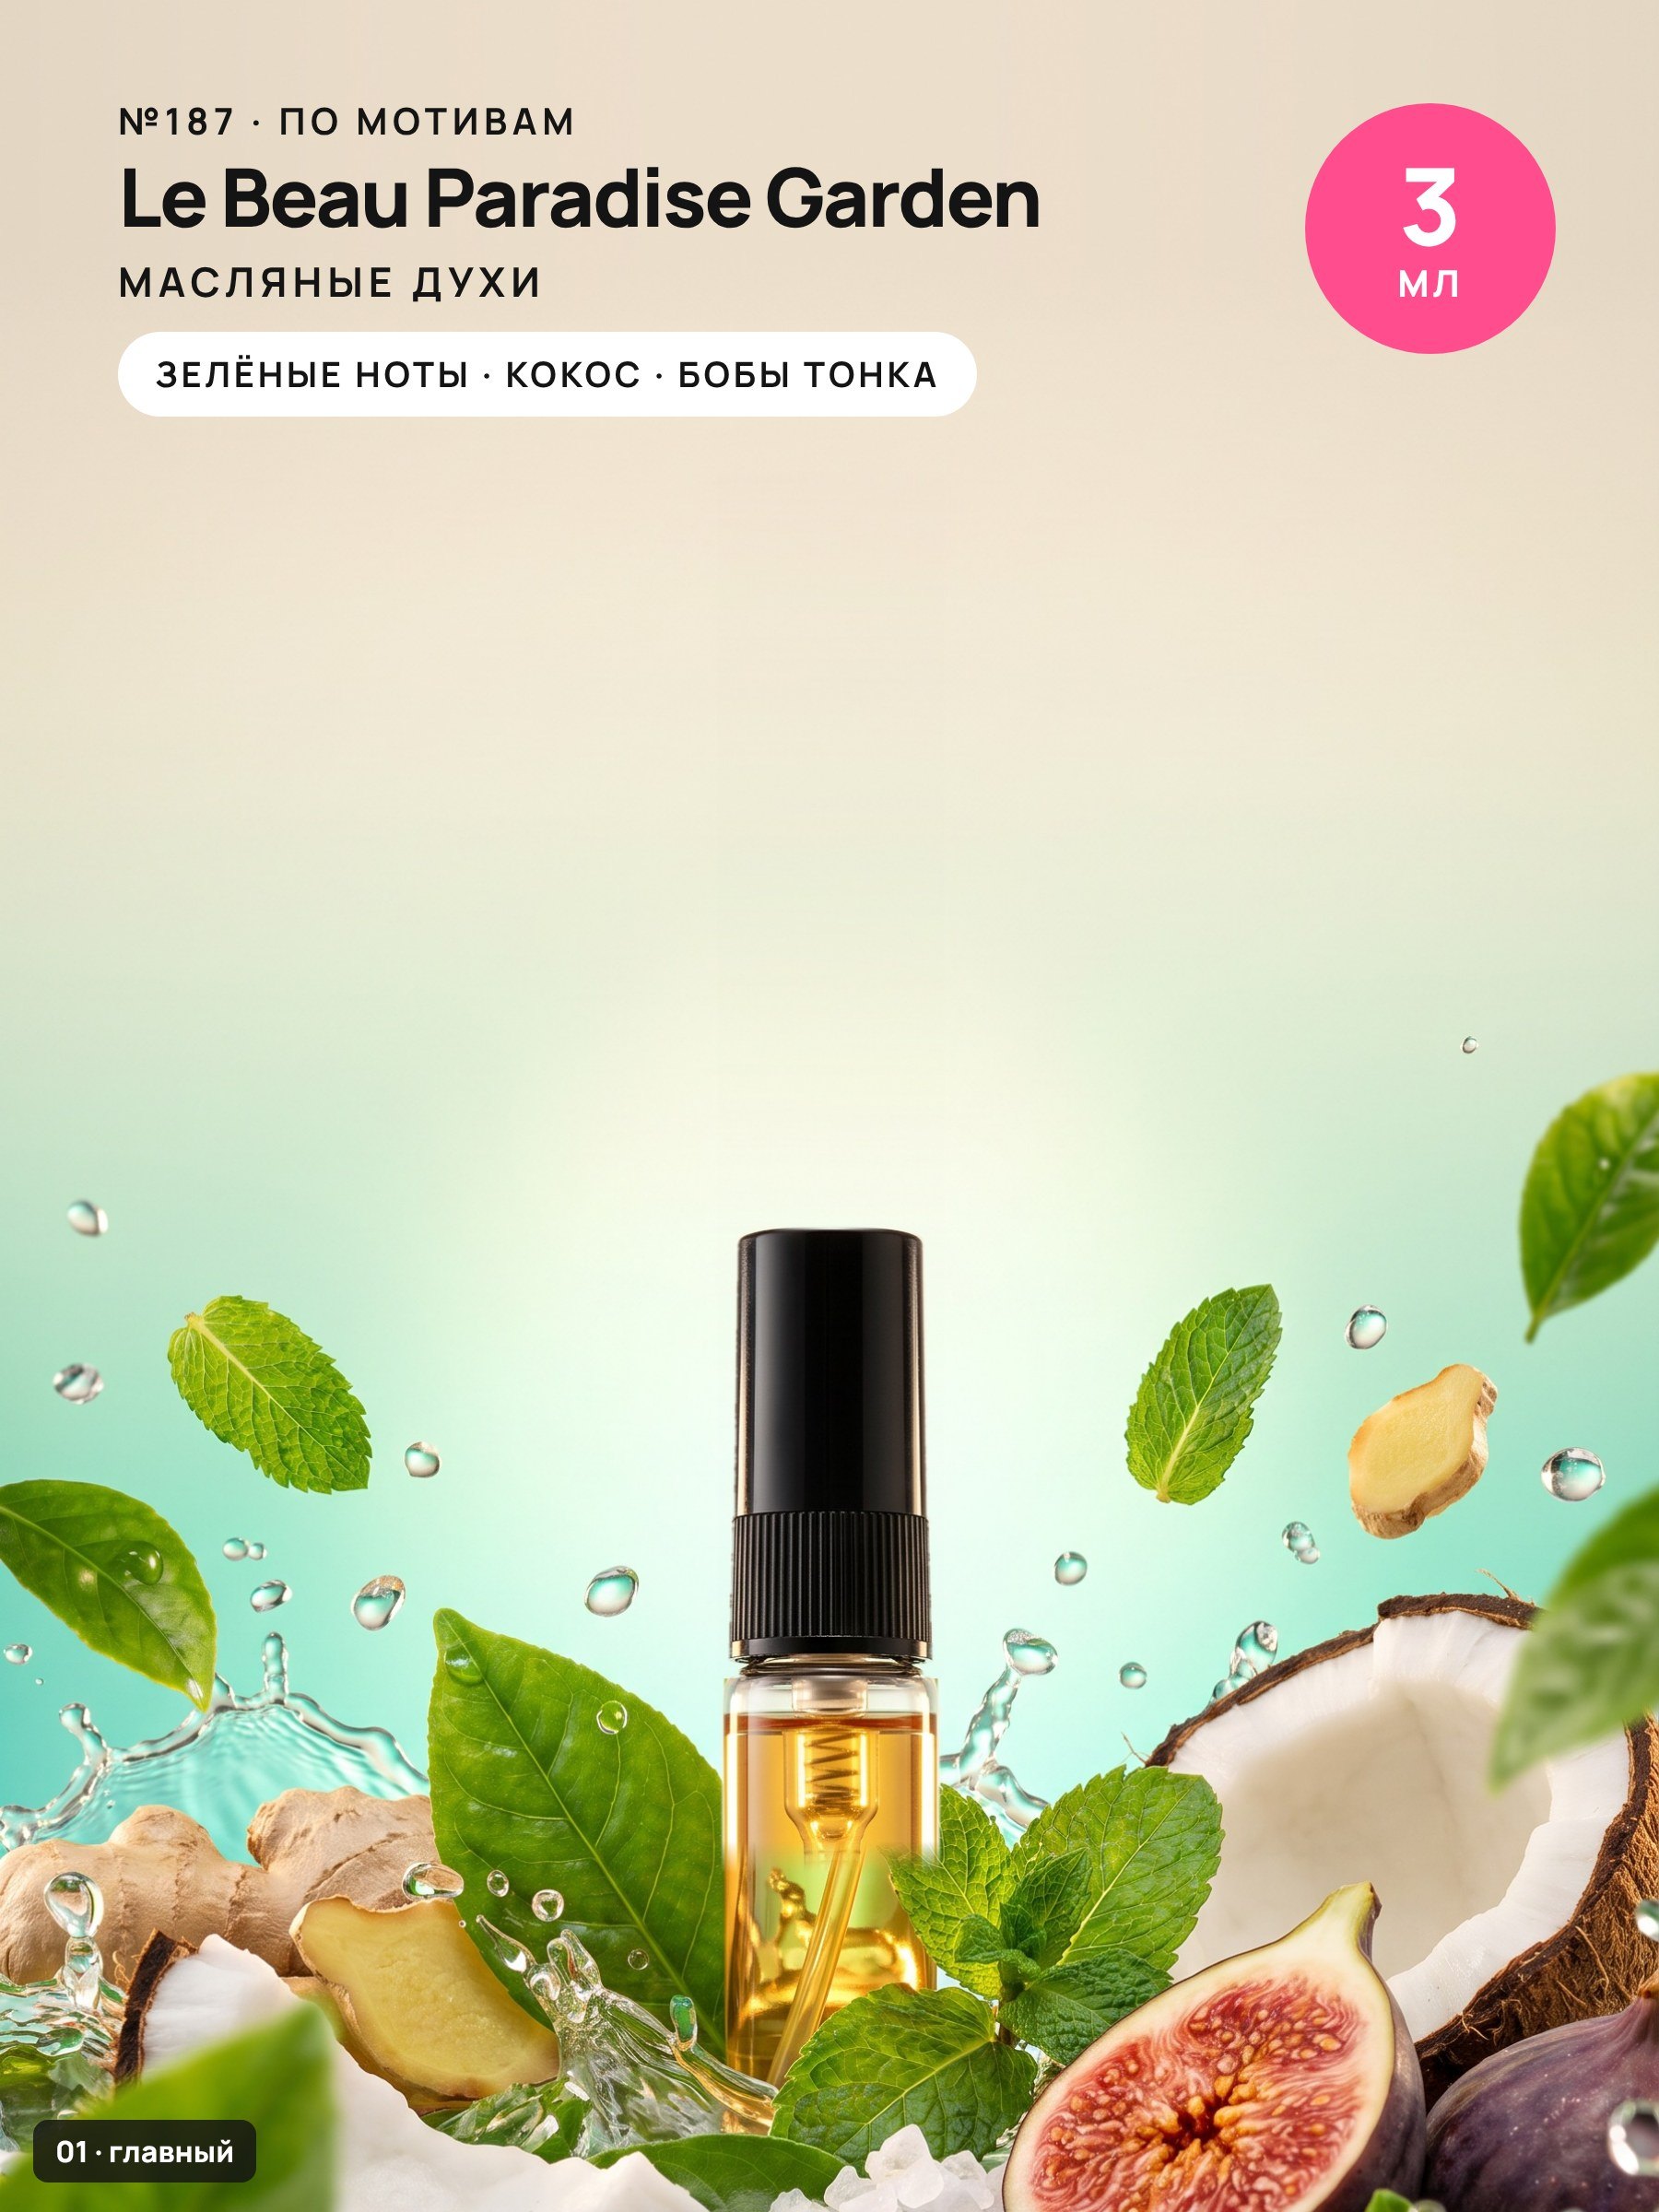 №187 · ПО МОТИВАМ
Le Beau Paradise Garden
МАСЛЯНЫЕ ДУХИ
ЗЕЛЁНЫЕ НОТЫ · КОКОС · БОБЫ ТОНКА
3
МЛ
01 · главный